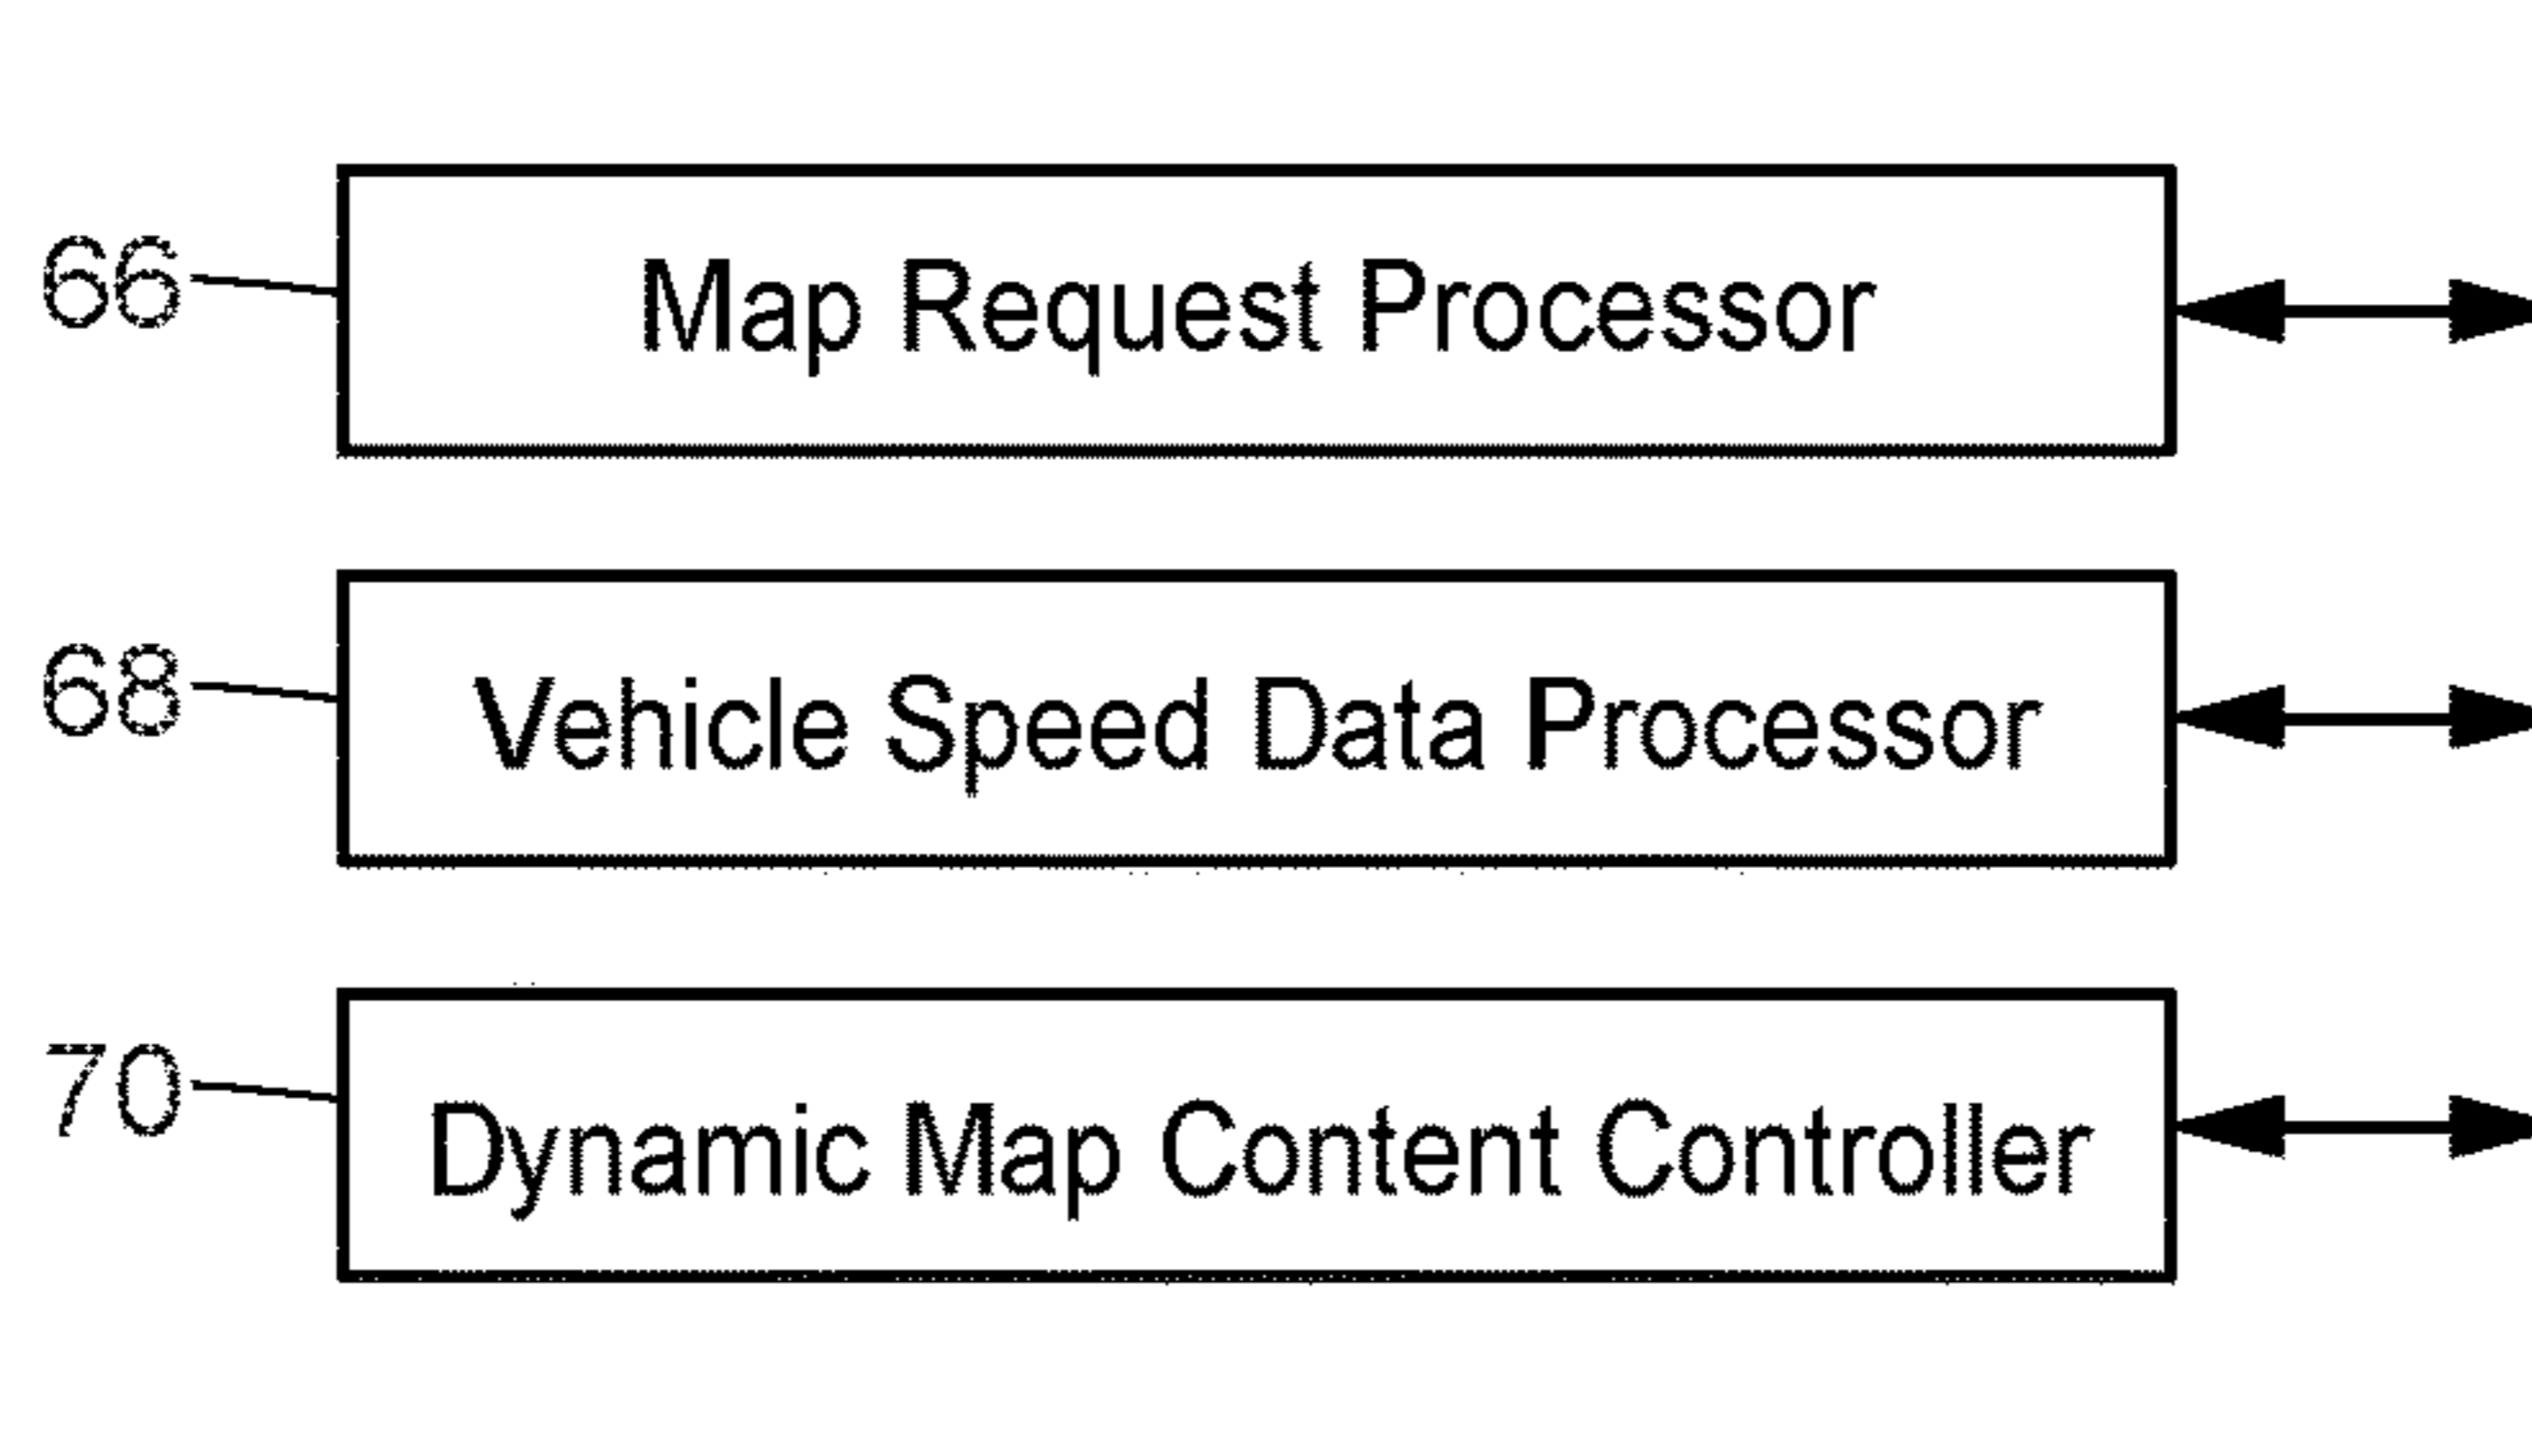 66 Map Request Processor
68 Vehicle Speed Data Processor
70 Dynamic Map Content Controller